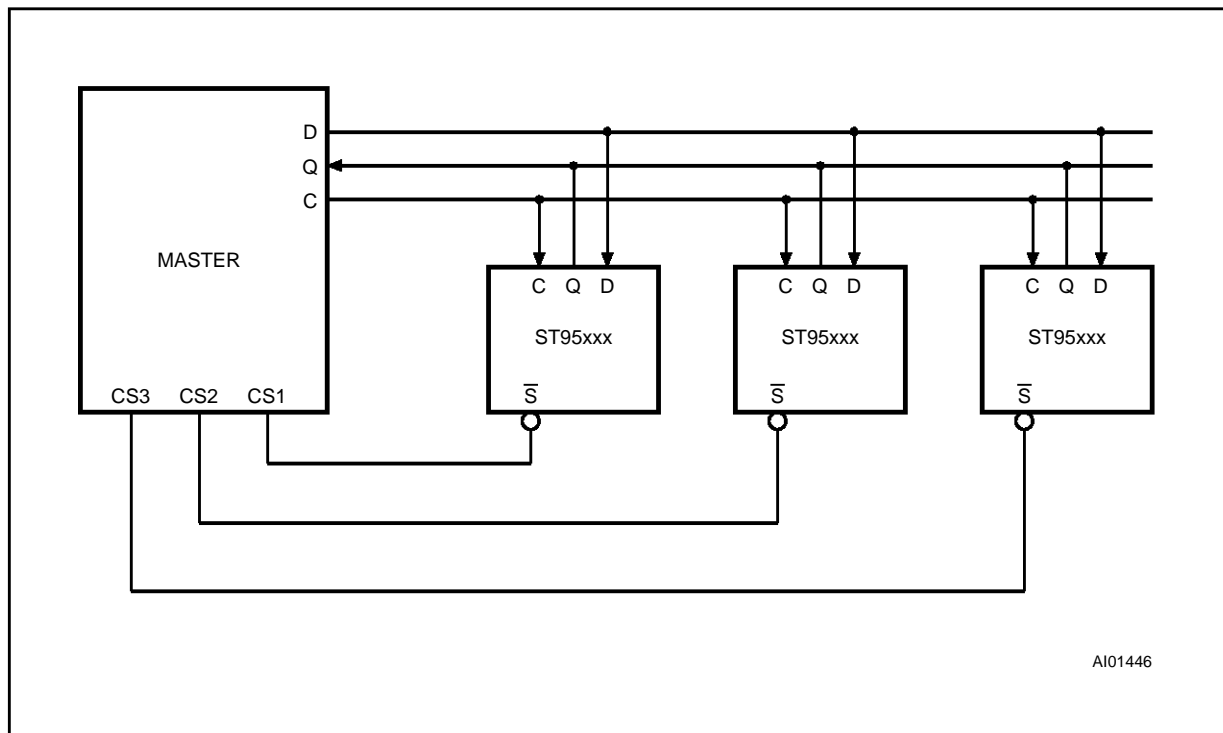 D
Q
C
MASTER
C Q D
C Q D
C Q D
ST95xxx
ST95xxx
ST95xxx
CS3 CS2 CS1
S̅
S̅
S̅
AI01446